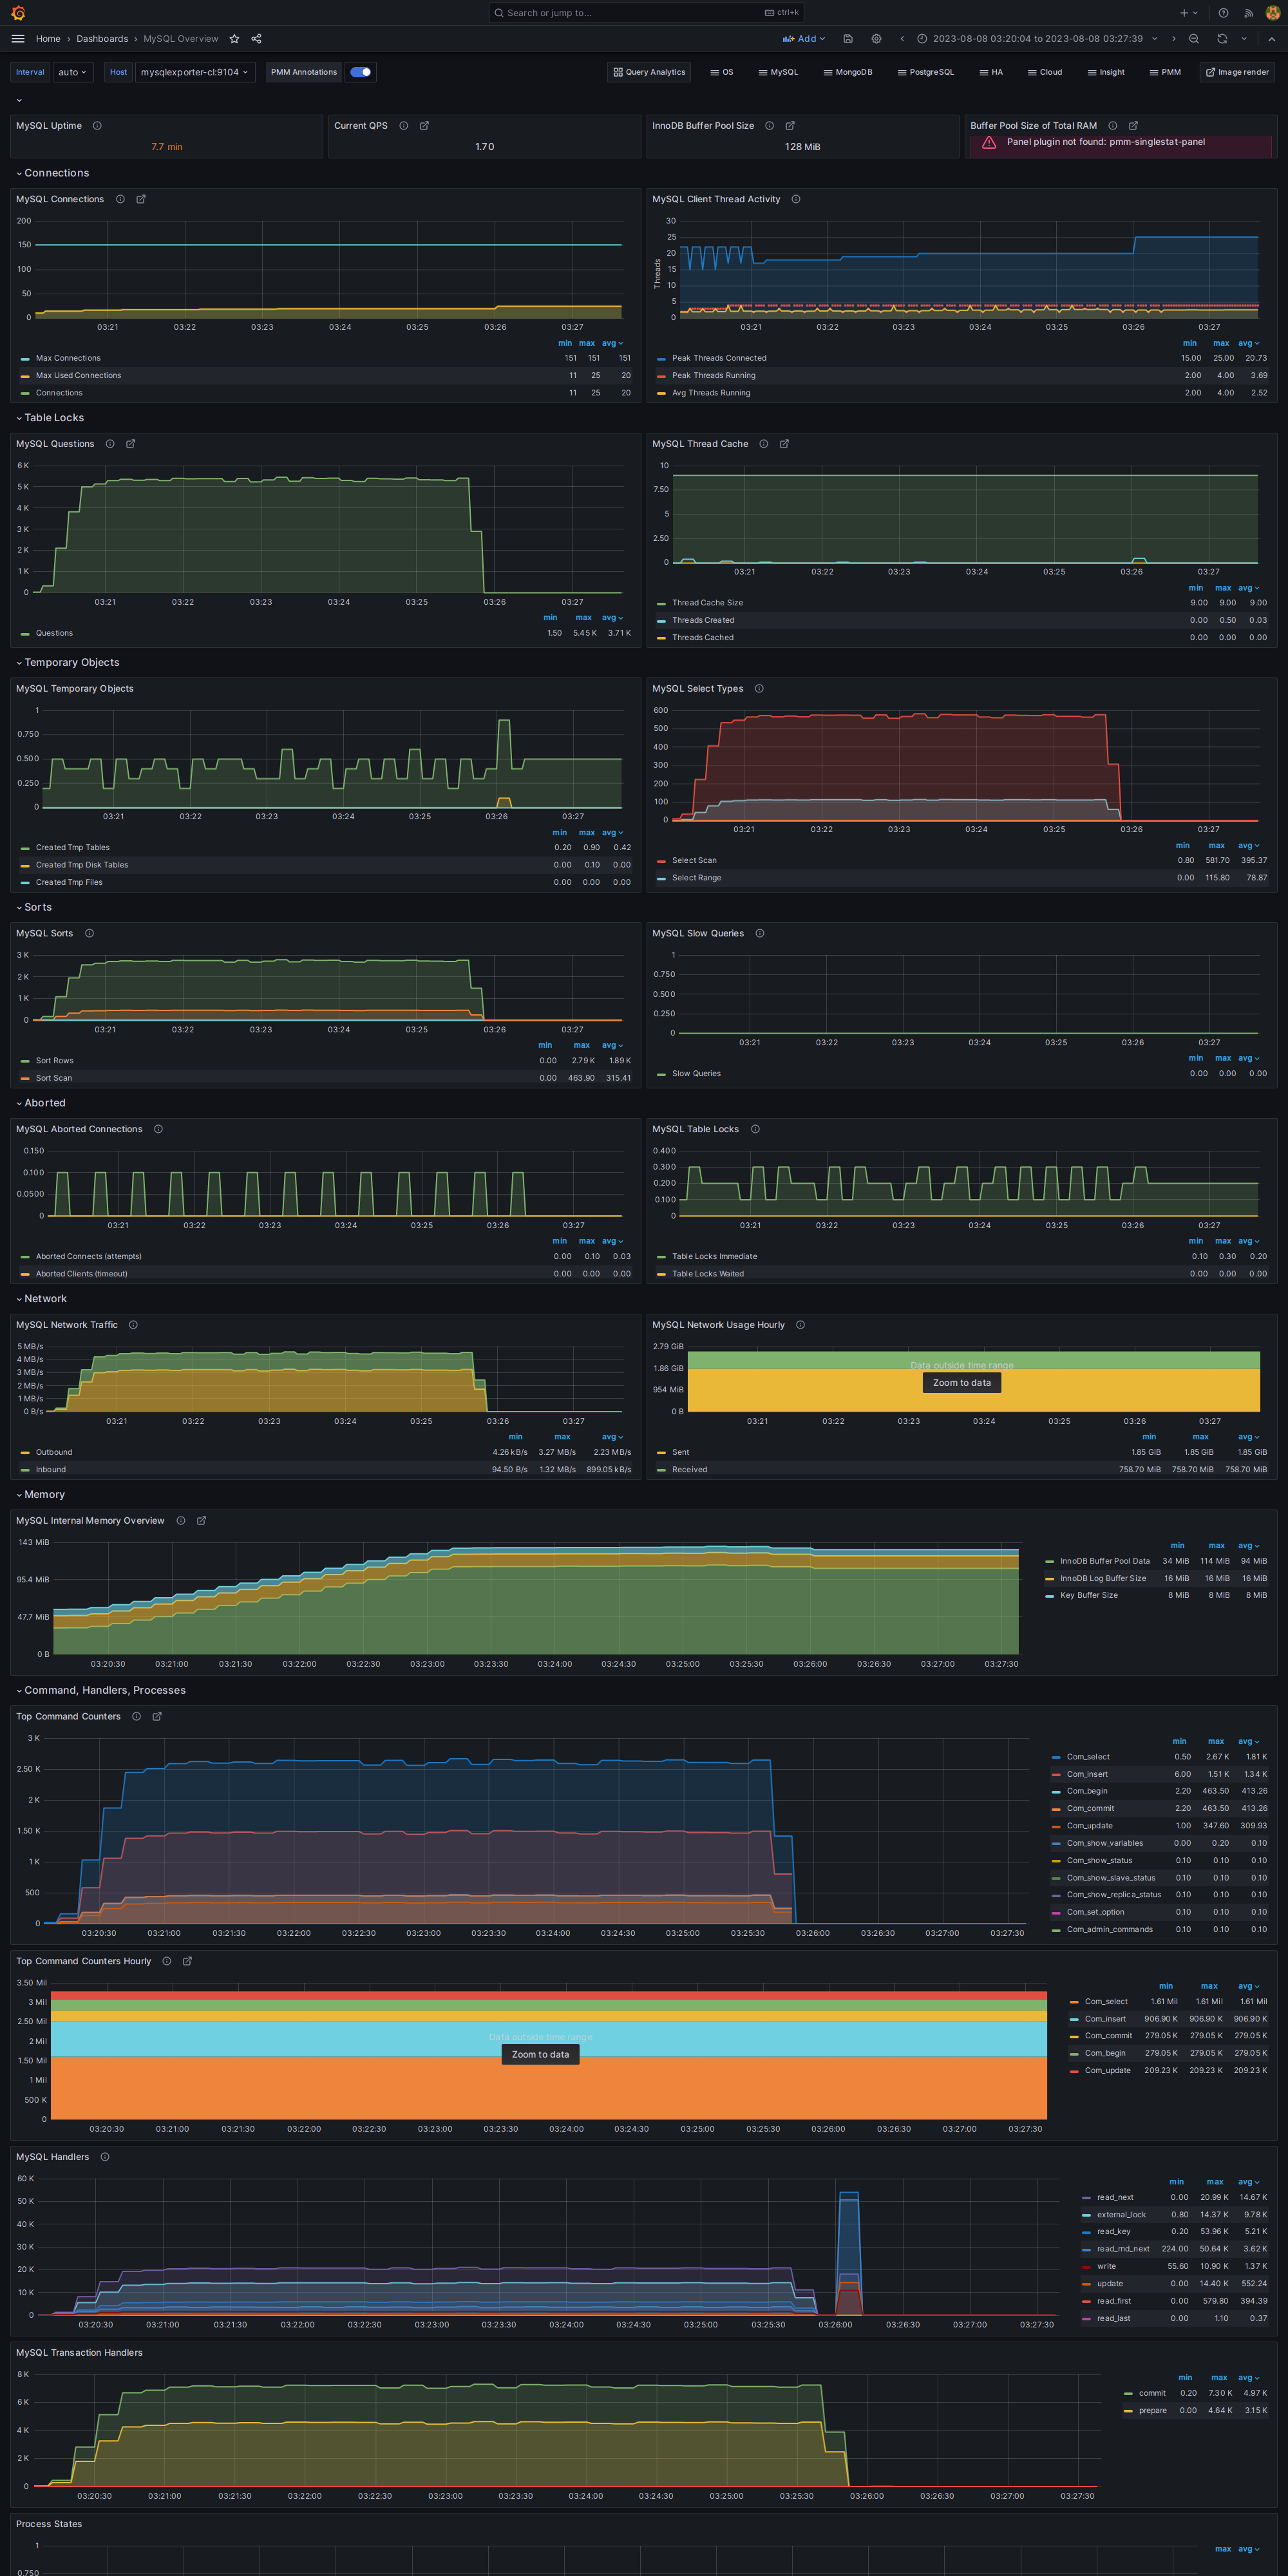 Search or jump to...
ctrl+k
Home › Dashboards › MySQL Overview
Add
2023-08-08 03:20:04 to 2023-08-08 03:27:39
Interval auto Host mysqlexporter-cl:9104 PMM Annotations
Query Analytics OS MySQL MongoDB PostgreSQL HA Cloud Insight PMM Image render
MySQL Uptime
7.7 min
Current QPS
1.70
InnoDB Buffer Pool Size
128 MiB
Buffer Pool Size of Total RAM
Panel plugin not found: pmm-singlestat-panel
Connections
MySQL Connections
200
150
100
50
0
03:21 03:22 03:23 03:24 03:25 03:26 03:27
min max avg
Max Connections 151 151 151
Max Used Connections 11 25 20
Connections 11 25 20
MySQL Client Thread Activity
Threads
30
25
20
15
10
5
0
03:21 03:22 03:23 03:24 03:25 03:26 03:27
min max avg
Peak Threads Connected 15.00 25.00 20.73
Peak Threads Running 2.00 4.00 3.69
Avg Threads Running 2.00 4.00 2.52
Table Locks
MySQL Questions
6 K
5 K
4 K
3 K
2 K
1 K
0
03:21 03:22 03:23 03:24 03:25 03:26 03:27
min max avg
Questions 1.50 5.45 K 3.71 K
MySQL Thread Cache
10
7.50
5
2.50
0
03:21 03:22 03:23 03:24 03:25 03:26 03:27
min max avg
Thread Cache Size 9.00 9.00 9.00
Threads Created 0.00 0.50 0.03
Threads Cached 0.00 0.00 0.00
Temporary Objects
MySQL Temporary Objects
1
0.750
0.500
0.250
0
03:21 03:22 03:23 03:24 03:25 03:26 03:27
min max avg
Created Tmp Tables 0.20 0.90 0.42
Created Tmp Disk Tables 0.00 0.10 0.00
Created Tmp Files 0.00 0.00 0.00
MySQL Select Types
600
500
400
300
200
100
0
03:21 03:22 03:23 03:24 03:25 03:26 03:27
min max avg
Select Scan 0.80 581.70 395.37
Select Range 0.00 115.80 78.87
Sorts
MySQL Sorts
3 K
2 K
1 K
0
03:21 03:22 03:23 03:24 03:25 03:26 03:27
min max avg
Sort Rows 0.00 2.79 K 1.89 K
Sort Scan 0.00 463.90 315.41
MySQL Slow Queries
1
0.750
0.500
0.250
0
03:21 03:22 03:23 03:24 03:25 03:26 03:27
min max avg
Slow Queries 0.00 0.00 0.00
Aborted
MySQL Aborted Connections
0.150
0.100
0.0500
0
03:21 03:22 03:23 03:24 03:25 03:26 03:27
min max avg
Aborted Connects (attempts) 0.00 0.10 0.03
Aborted Clients (timeout) 0.00 0.00 0.00
MySQL Table Locks
0.400
0.300
0.200
0.100
0
03:21 03:22 03:23 03:24 03:25 03:26 03:27
min max avg
Table Locks Immediate 0.10 0.30 0.20
Table Locks Waited 0.00 0.00 0.00
Network
MySQL Network Traffic
5 MB/s
4 MB/s
3 MB/s
2 MB/s
1 MB/s
0 B/s
03:21 03:22 03:23 03:24 03:25 03:26 03:27
min max avg
Outbound 4.26 kB/s 3.27 MB/s 2.23 MB/s
Inbound 94.50 B/s 1.32 MB/s 899.05 kB/s
MySQL Network Usage Hourly
2.79 GiB
1.86 GiB
954 MiB
0 B
Data outside time range
Zoom to data
03:21 03:22 03:23 03:24 03:25 03:26 03:27
min max avg
Sent 1.85 GiB 1.85 GiB 1.85 GiB
Received 758.70 MiB 758.70 MiB 758.70 MiB
Memory
MySQL Internal Memory Overview
143 MiB
95.4 MiB
47.7 MiB
0 B
03:20:30 03:21:00 03:21:30 03:22:00 03:22:30 03:23:00 03:23:30 03:24:00 03:24:30 03:25:00 03:25:30 03:26:00 03:26:30 03:27:00 03:27:30
min max avg
InnoDB Buffer Pool Data 34 MiB 114 MiB 94 MiB
InnoDB Log Buffer Size 16 MiB 16 MiB 16 MiB
Key Buffer Size 8 MiB 8 MiB 8 MiB
Command, Handlers, Processes
Top Command Counters
3 K
2.50 K
2 K
1.50 K
1 K
500
0
03:20:30 03:21:00 03:21:30 03:22:00 03:22:30 03:23:00 03:23:30 03:24:00 03:24:30 03:25:00 03:25:30 03:26:00 03:26:30 03:27:00 03:27:30
min max avg
Com_select 0.50 2.67 K 1.81 K
Com_insert 6.00 1.51 K 1.34 K
Com_begin 2.20 463.50 413.26
Com_commit 2.20 463.50 413.26
Com_update 1.00 347.60 309.93
Com_show_variables 0.00 0.20 0.10
Com_show_status 0.10 0.10 0.10
Com_show_slave_status 0.10 0.10 0.10
Com_show_replica_status 0.10 0.10 0.10
Com_set_option 0.10 0.10 0.10
Com_admin_commands 0.10 0.10 0.10
Top Command Counters Hourly
3.50 Mil
3 Mil
2.50 Mil
2 Mil
1.50 Mil
1 Mil
500 K
0
Data outside time range
Zoom to data
03:20:30 03:21:00 03:21:30 03:22:00 03:22:30 03:23:00 03:23:30 03:24:00 03:24:30 03:25:00 03:25:30 03:26:00 03:26:30 03:27:00 03:27:30
min max avg
Com_select 1.61 Mil 1.61 Mil 1.61 Mil
Com_insert 906.90 K 906.90 K 906.90 K
Com_commit 279.05 K 279.05 K 279.05 K
Com_begin 279.05 K 279.05 K 279.05 K
Com_update 209.23 K 209.23 K 209.23 K
MySQL Handlers
60 K
50 K
40 K
30 K
20 K
10 K
0
03:20:30 03:21:00 03:21:30 03:22:00 03:22:30 03:23:00 03:23:30 03:24:00 03:24:30 03:25:00 03:25:30 03:26:00 03:26:30 03:27:00 03:27:30
min max avg
read_next 0.00 20.99 K 14.67 K
external_lock 0.80 14.37 K 9.78 K
read_key 0.20 53.96 K 5.21 K
read_rnd_next 224.00 50.64 K 3.62 K
write 55.60 10.90 K 1.37 K
update 0.00 14.40 K 552.24
read_first 0.00 579.80 394.39
read_last 0.00 1.10 0.37
MySQL Transaction Handlers
8 K
6 K
4 K
2 K
0
03:20:30 03:21:00 03:21:30 03:22:00 03:22:30 03:23:00 03:23:30 03:24:00 03:24:30 03:25:00 03:25:30 03:26:00 03:26:30 03:27:00 03:27:30
min max avg
commit 0.20 7.30 K 4.97 K
prepare 0.00 4.64 K 3.15 K
Process States
1
0.750
max avg